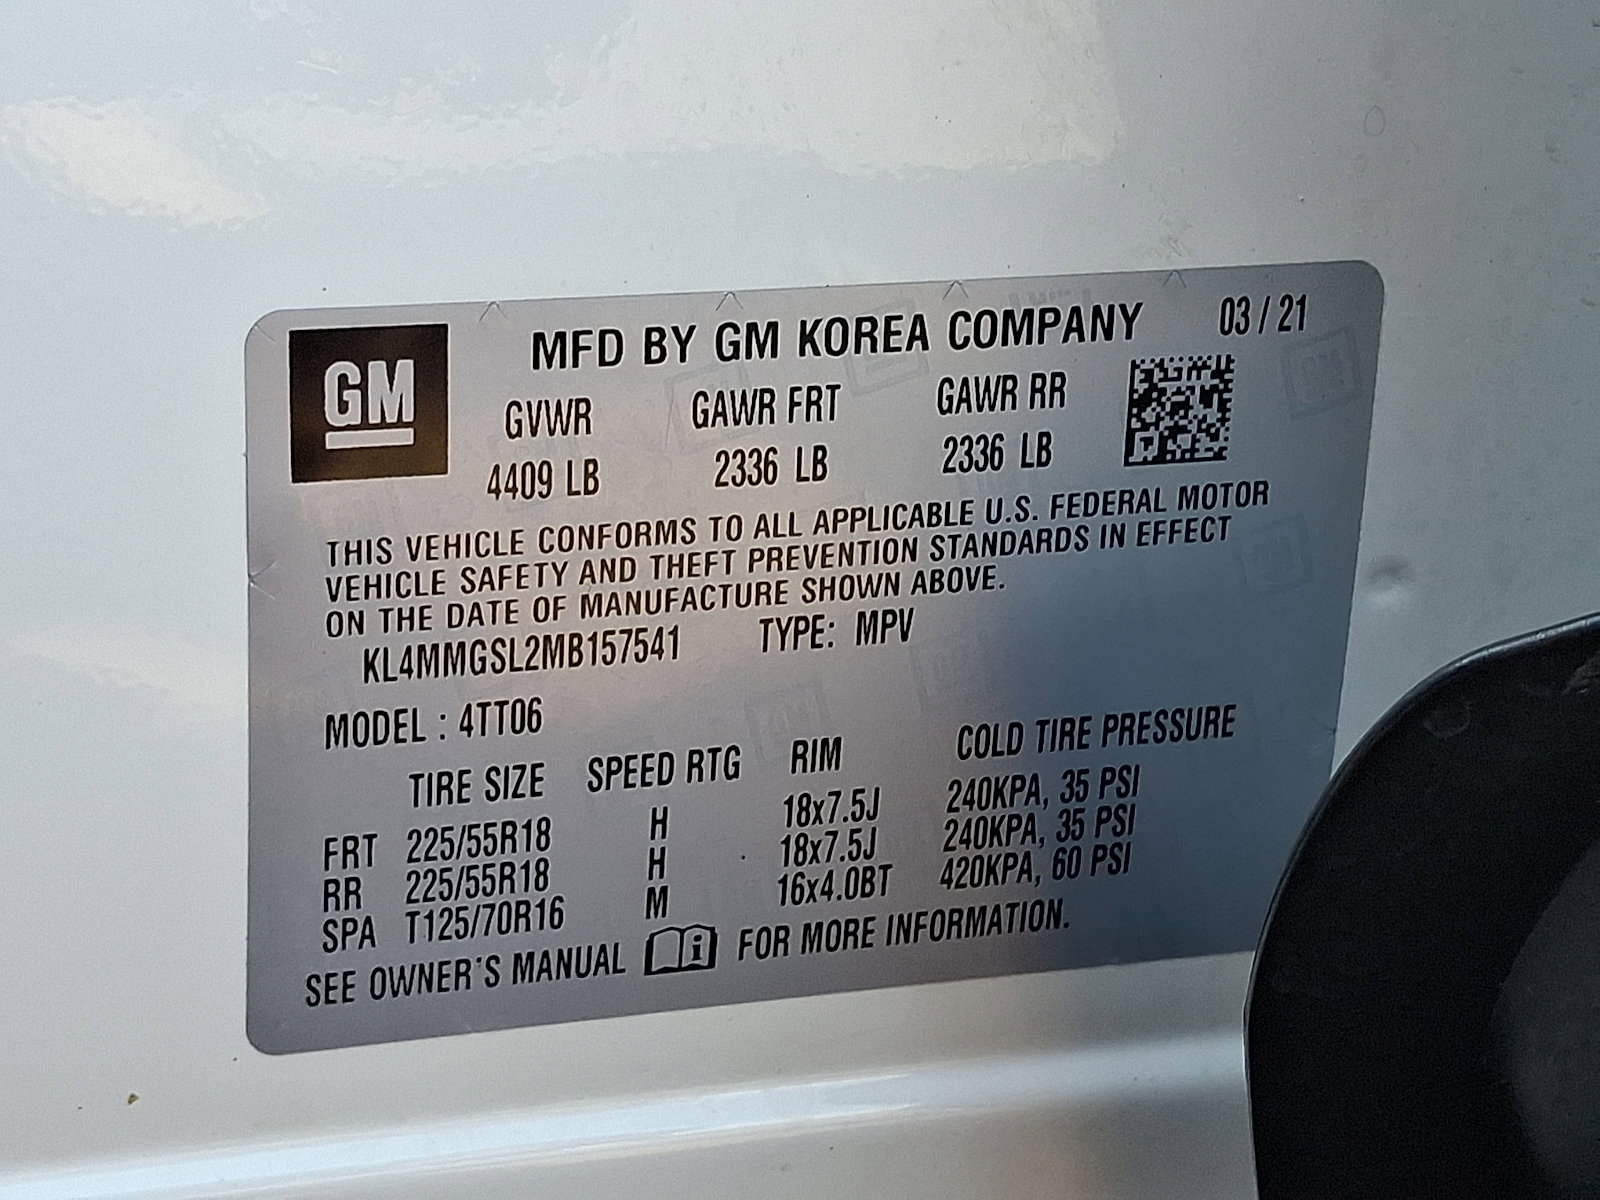 GM
MFD BY GM KOREA COMPANY 03 / 21
GVWR GAWR FRT GAWR RR
4409 LB 2336 LB 2336 LB
THIS VEHICLE CONFORMS TO ALL APPLICABLE U.S. FEDERAL MOTOR
VEHICLE SAFETY AND THEFT PREVENTION STANDARDS IN EFFECT
ON THE DATE OF MANUFACTURE SHOWN ABOVE.
KL4MMGSL2MB157541 TYPE: MPV
MODEL : 4TT06
TIRE SIZE SPEED RTG RIM COLD TIRE PRESSURE
FRT 225/55R18 H 18x7.5J 240KPA, 35 PSI
RR 225/55R18 H 18x7.5J 240KPA, 35 PSI
SPA T125/70R16 M 16x4.0BT 420KPA, 60 PSI
SEE OWNER'S MANUAL i FOR MORE INFORMATION.